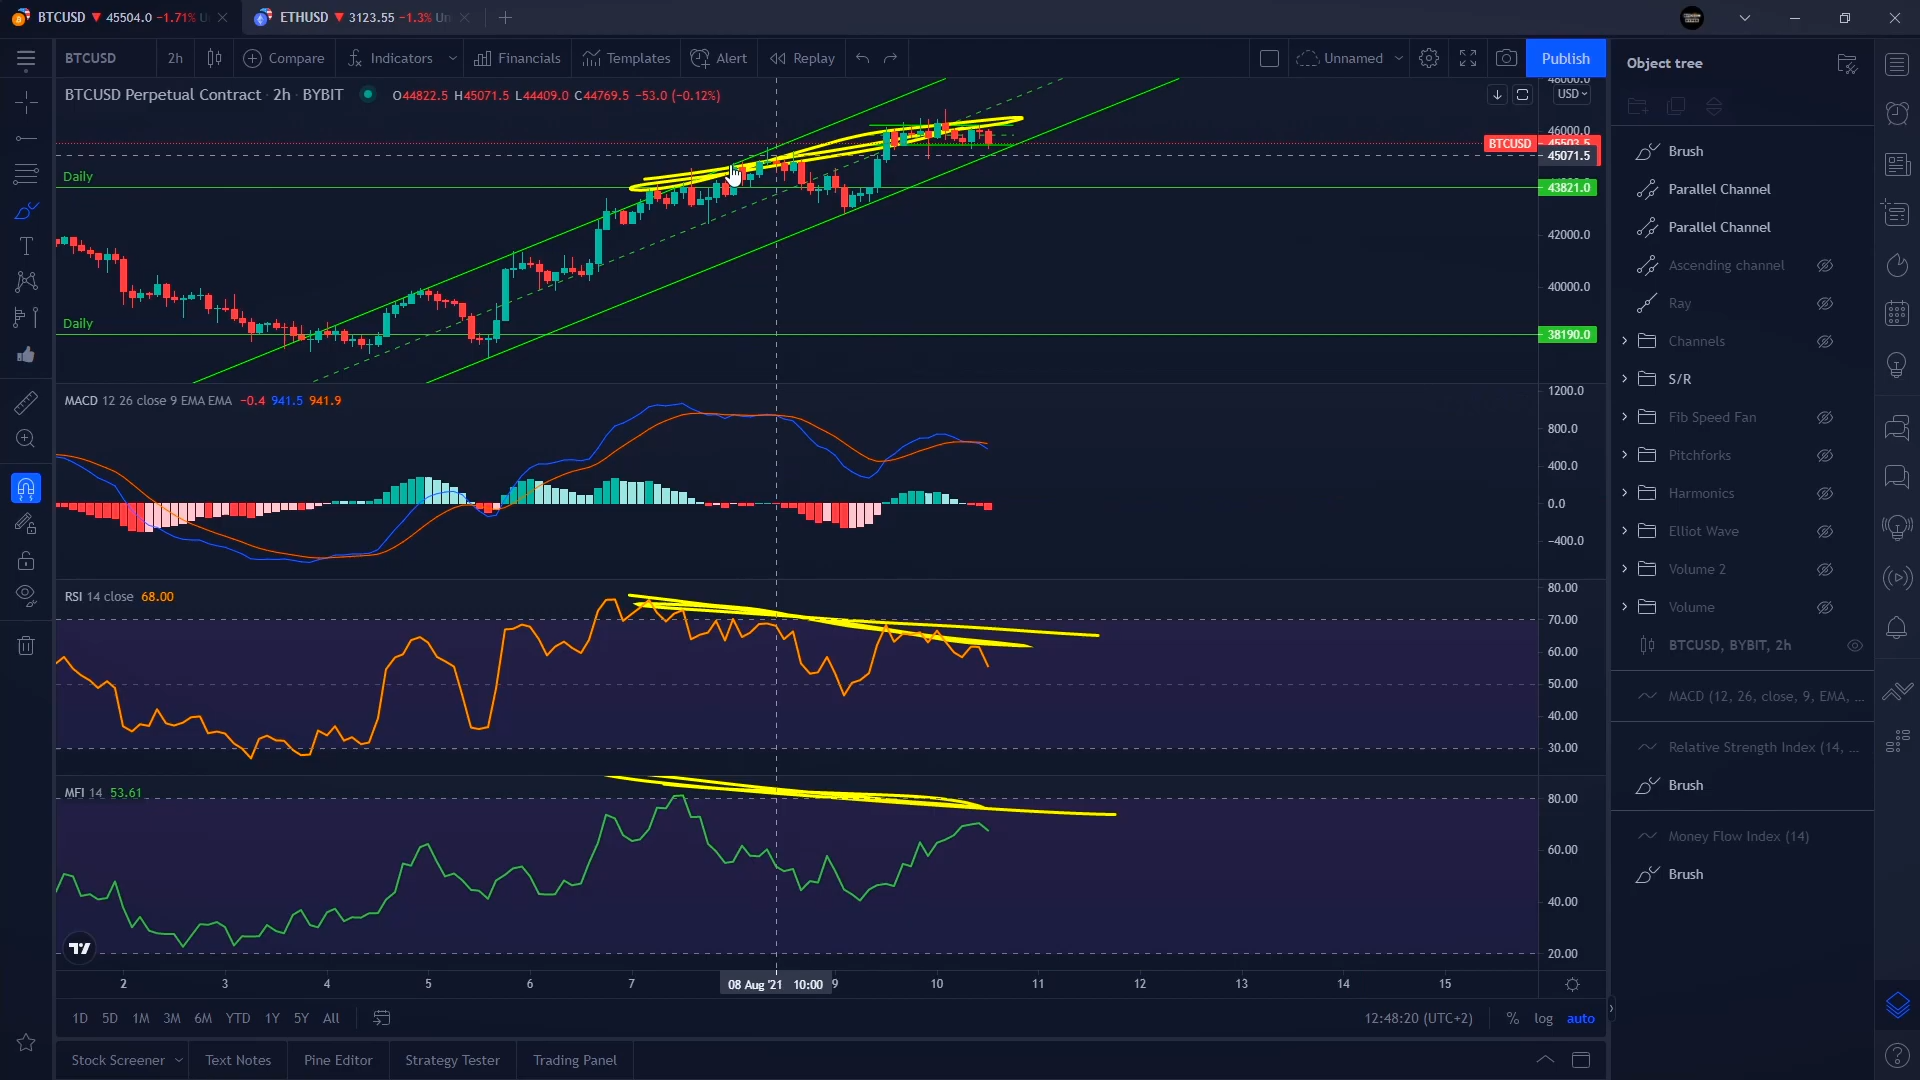 BTCUSD ▼ 45504.0 −1.71% U
ETHUSD ▼ 3123.55 −1.3% Un
BTCUSD
2h
Compare
Indicators
Financials
Templates
Alert
Replay
Unnamed
Publish
Object tree
BTCUSD Perpetual Contract · 2h · BYBIT
O44822.5 H45071.5 L44409.0 C44769.5 −53.0 (−0.12%)
USD
48000.0
46000.0
BTCUSD
45503.5
45071.5
Daily
43821.0
42000.0
40000.0
Daily
38190.0
MACD 12 26 close 9 EMA EMA −0.4 941.5 941.9
1200.0
800.0
400.0
0.0
−400.0
RSI 14 close 68.00
80.00
70.00
60.00
50.00
40.00
30.00
MFI 14 53.61
80.00
60.00
40.00
20.00
2 3 4 5 6 7 08 Aug '21 10:00 9 10 11 12 13 14 15
1D 5D 1M 3M 6M YTD 1Y 5Y All
12:48:20 (UTC+2)
%
log
auto
Stock Screener
Text Notes
Pine Editor
Strategy Tester
Trading Panel
Brush
Parallel Channel
Parallel Channel
Ascending channel
Ray
Channels
S/R
Fib Speed Fan
Pitchforks
Harmonics
Elliot Wave
Volume 2
Volume
BTCUSD, BYBIT, 2h
MACD (12, 26, close, 9, EMA, ...
Relative Strength Index (14, ...
Brush
Money Flow Index (14)
Brush